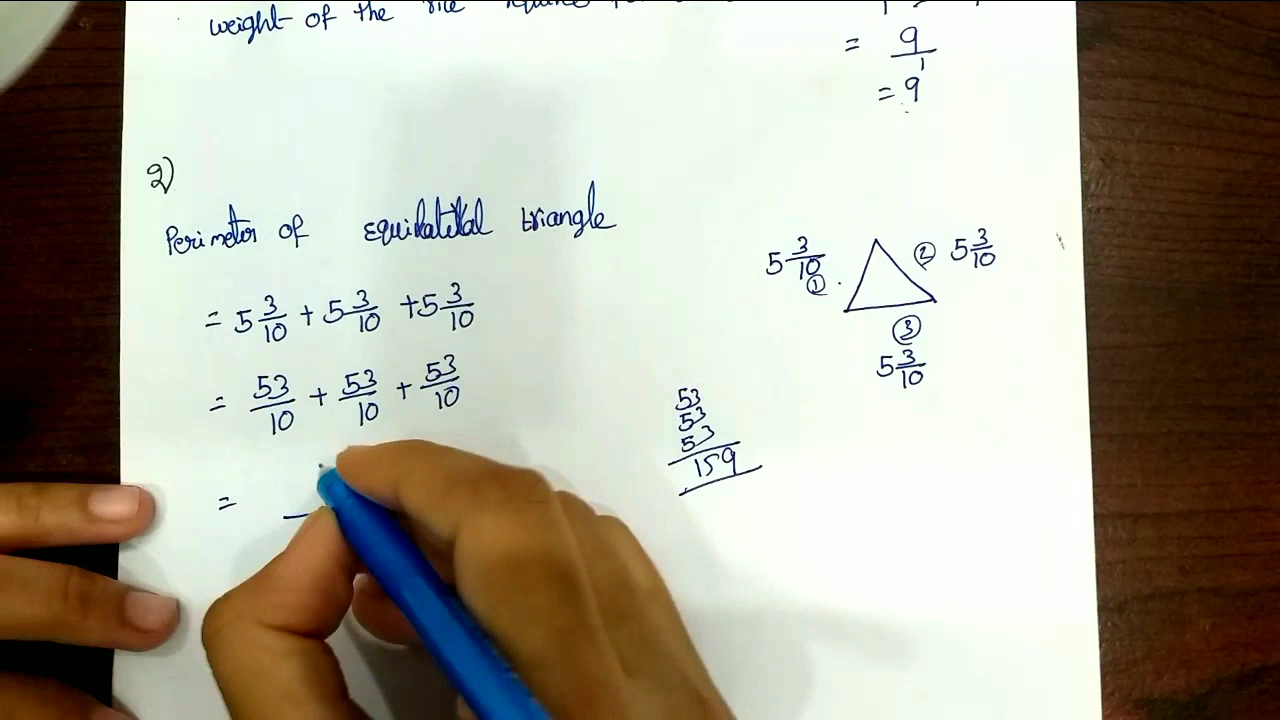 weight of the
= 9
= 9
2)
Perimeter of equilateral triangle
5 3/10 ① ② 5 3/10
③
5 3/10
= 5 3/10 + 5 3/10 + 5 3/10
= 53/10 + 53/10 + 53/10
53
53
53
159
=